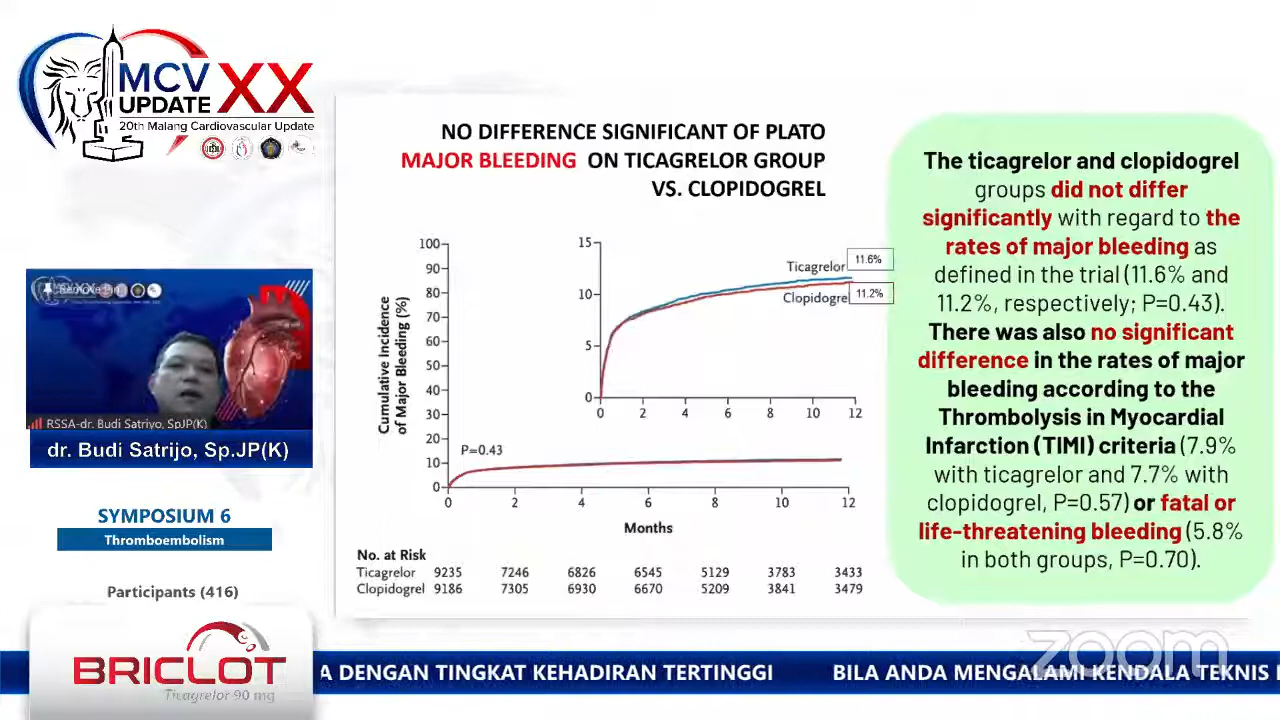 MCV
UPDATE
XX
20th Malang Cardiovascular Update
RSSA-dr. Budi Satriyo, SpJP(K)
dr. Budi Satrijo, Sp.JP(K)
SYMPOSIUM 6
Thromboembolism
Participants (416)
BRICLOT
Ticagrelor 90 mg
NO DIFFERENCE SIGNIFICANT OF PLATO
MAJOR BLEEDING ON TICAGRELOR GROUP
VS. CLOPIDOGREL
Cumulative Incidence
of Major Bleeding (%)
100
90
80
70
60
50
40
30
20
10
0
P=0.43
0 2 4 6 8 10 12
Months
15
10
5
0
0 2 4 6 8 10 12
Ticagrelor 11.6%
Clopidogrel 11.2%
No. at Risk
Ticagrelor 9235 7246 6826 6545 5129 3783 3433
Clopidogrel 9186 7305 6930 6670 5209 3841 3479
The ticagrelor and clopidogrel
groups did not differ
significantly with regard to the
rates of major bleeding as
defined in the trial (11.6% and
11.2%, respectively; P=0.43).
There was also no significant
difference in the rates of major
bleeding according to the
Thrombolysis in Myocardial
Infarction (TIMI) criteria (7.9%
with ticagrelor and 7.7% with
clopidogrel, P=0.57) or fatal or
life-threatening bleeding (5.8%
in both groups, P=0.70).
zoom
A DENGAN TINGKAT KEHADIRAN TERTINGGI BILA ANDA MENGALAMI KENDALA TEKNIS